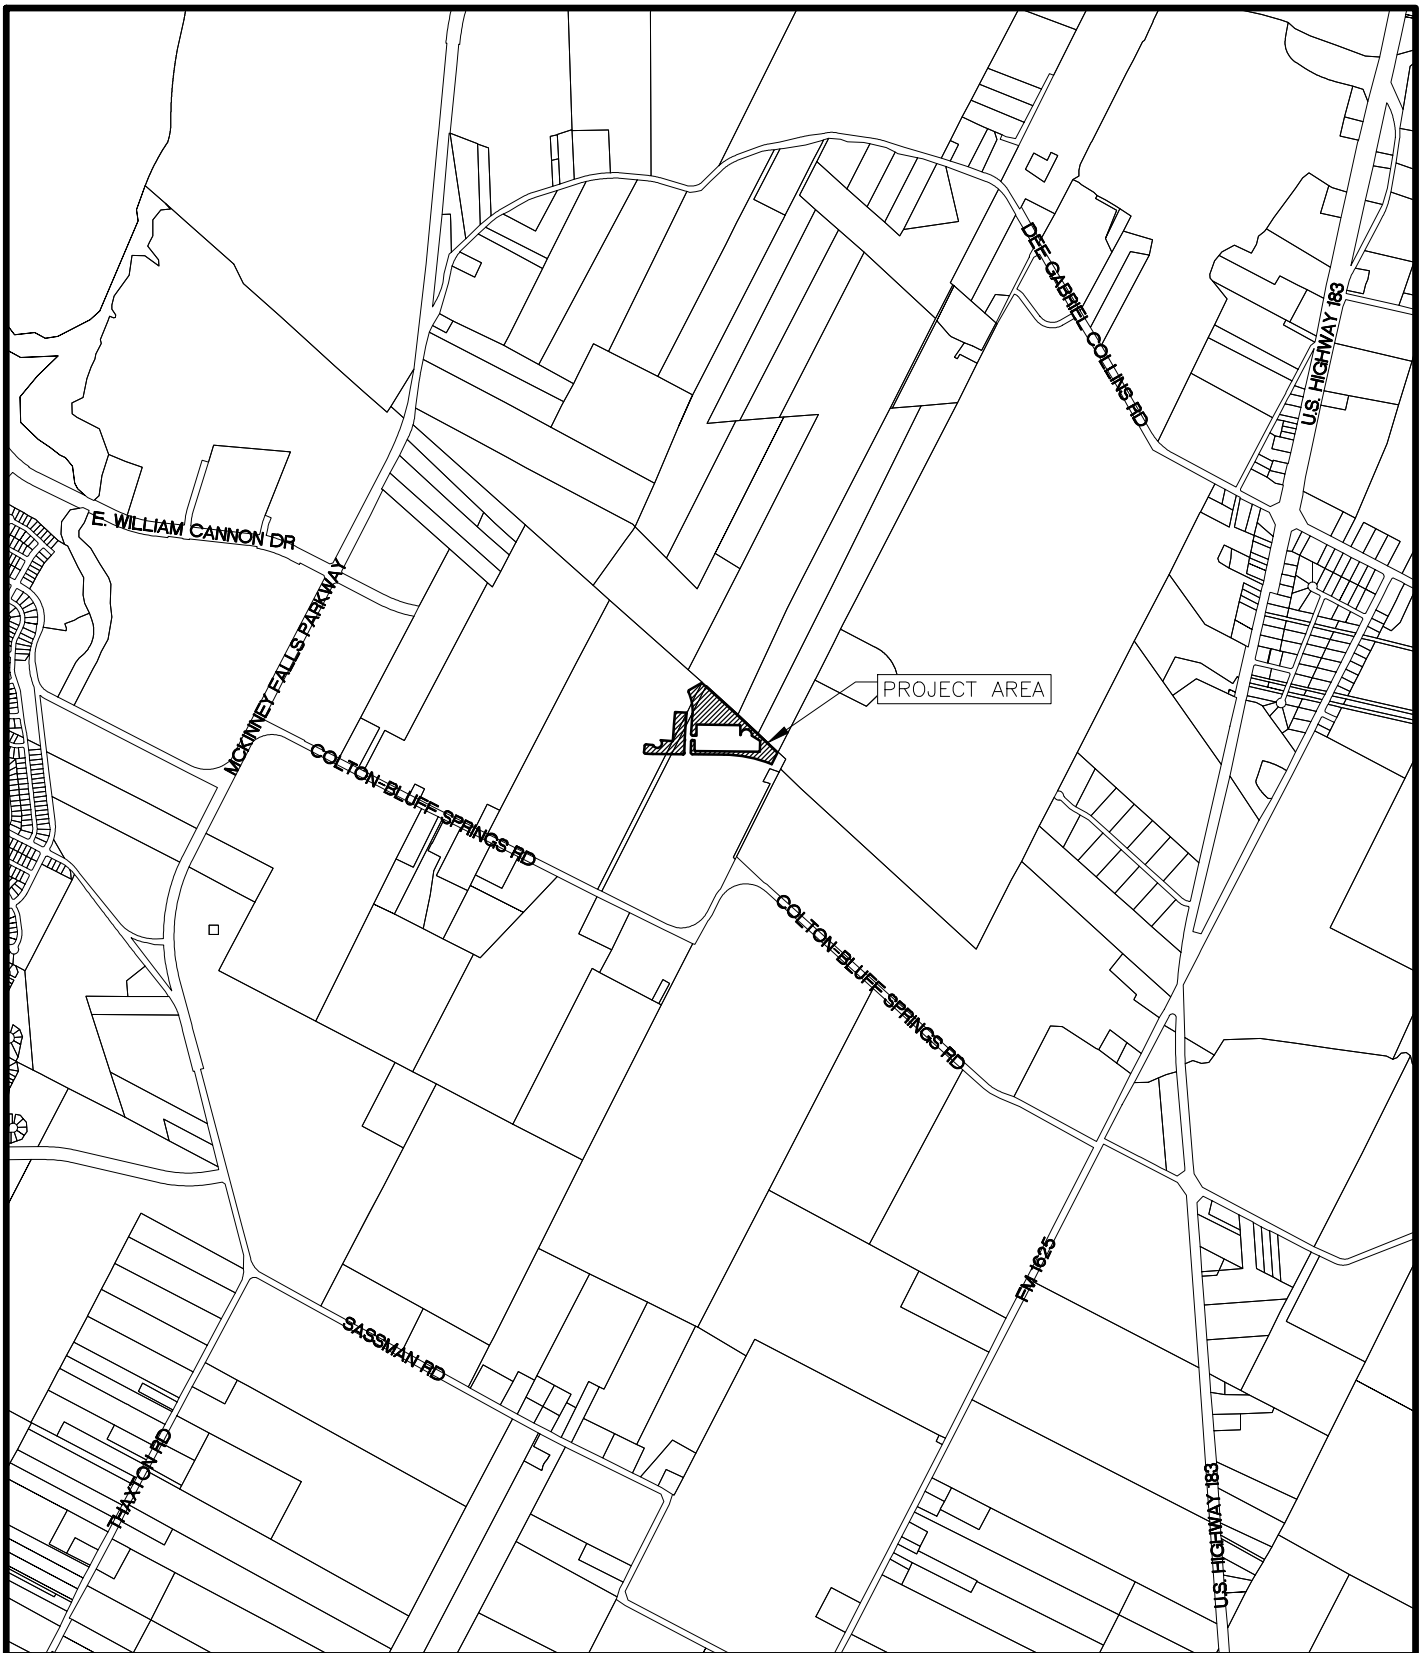 DEE GABRIEL COLLINS RD
U.S. HIGHWAY 183
E. WILLIAM CANNON DR
MCKINNEY FALLS PARKWAY
PROJECT AREA
COLTON-BLUFF SPRINGS RD
COLTON-BLUFF SPRINGS RD
FM 1625
SASSMAN RD
THAXTON RD
U.S. HIGHWAY 183